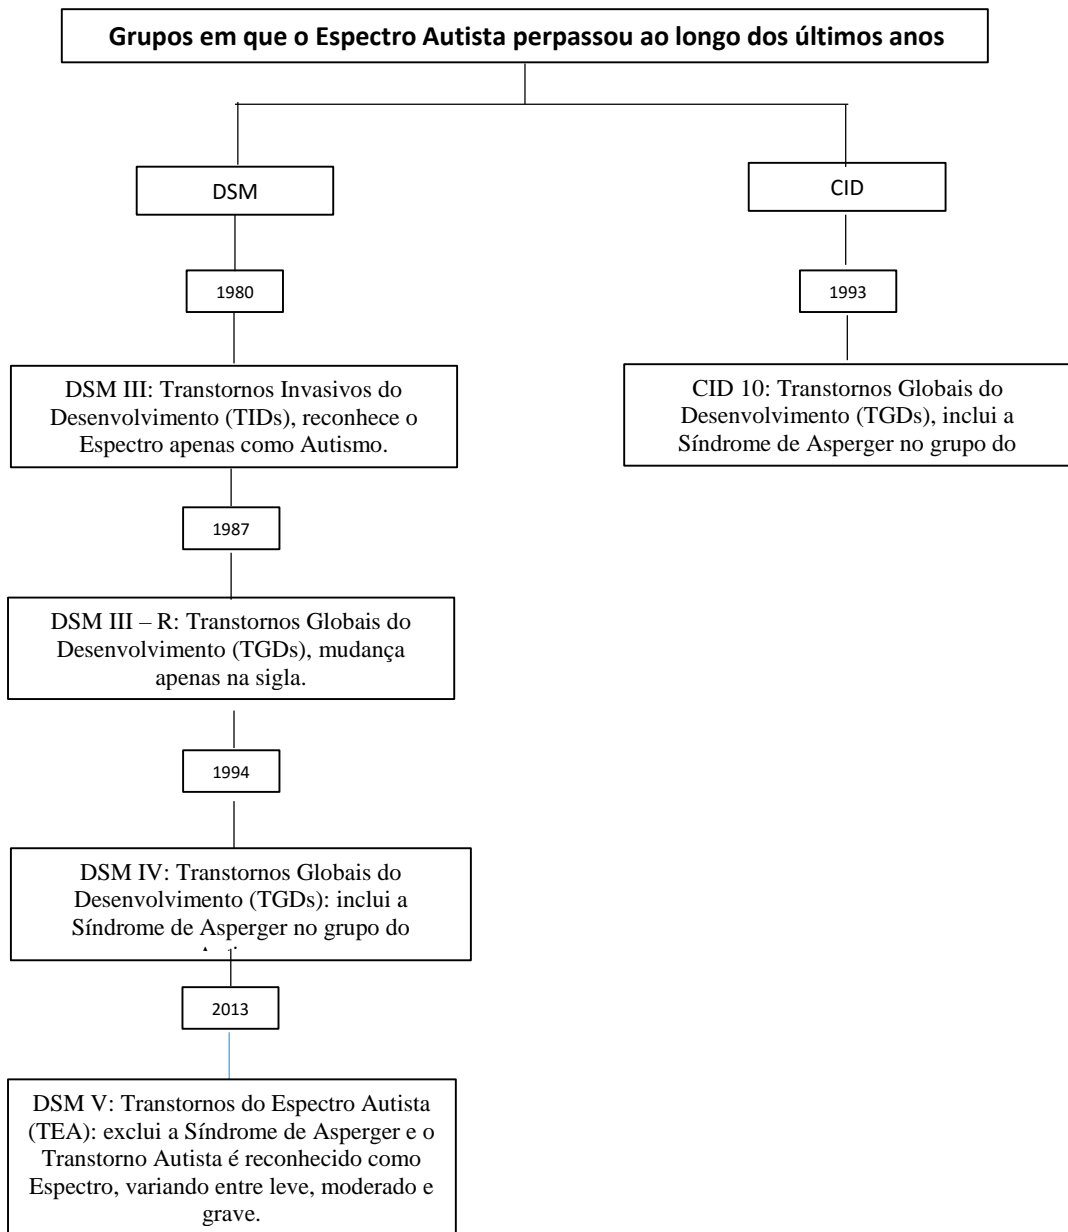 Grupos em que o Espectro Autista perpassou ao longo dos últimos anos
DSM
1980
DSM III: Transtornos Invasivos do
Desenvolvimento (TIDs), reconhece o
Espectro apenas como Autismo.
1987
DSM III – R: Transtornos Globais do
Desenvolvimento (TGDs), mudança
apenas na sigla.
1994
DSM IV: Transtornos Globais do
Desenvolvimento (TGDs): inclui a
Síndrome de Asperger no grupo do
2013
DSM V: Transtornos do Espectro Autista
(TEA): exclui a Síndrome de Asperger e o
Transtorno Autista é reconhecido como
Espectro, variando entre leve, moderado e
grave.
CID
1993
CID 10: Transtornos Globais do
Desenvolvimento (TGDs), inclui a
Síndrome de Asperger no grupo do